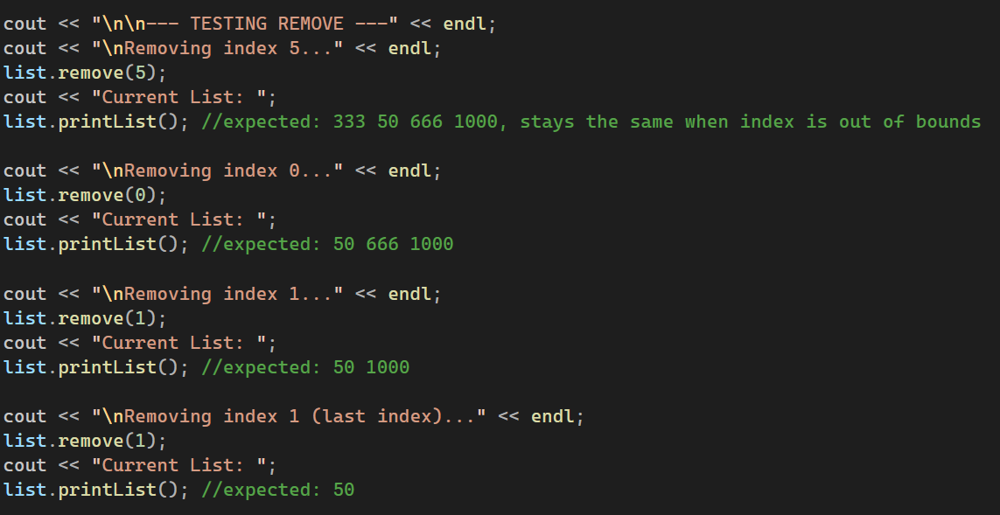 cout << "\n\n--- TESTING REMOVE ---" << endl;
cout << "\nRemoving index 5..." << endl;
list.remove(5);
cout << "Current List: ";
list.printList(); //expected: 333 50 666 1000, stays the same when index is out of bounds
cout << "\nRemoving index 0..." << endl;
list.remove(0);
cout << "Current List: ";
list.printList(); //expected: 50 666 1000
cout << "\nRemoving index 1..." << endl;
list.remove(1);
cout << "Current List: ";
list.printList(); //expected: 50 1000
cout << "\nRemoving index 1 (last index)..." << endl;
list.remove(1);
cout << "Current List: ";
list.printList(); //expected: 50